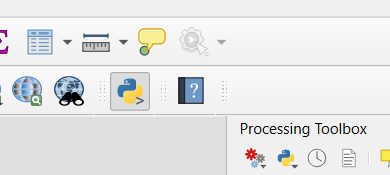 Σ
?
Processing Toolbox